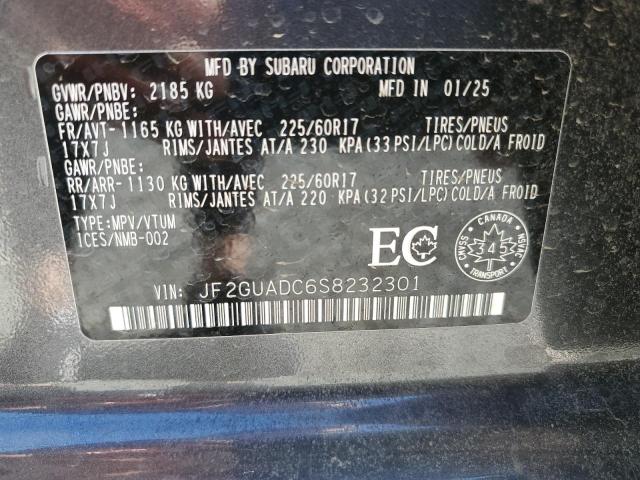 MFD BY SUBARU CORPORATION
GVWR/PNBV: 2185 KG MFD IN 01/25
GAWR/PNBE:
FR/AVT-1165 KG WITH/AVEC 225/60R17 TIRES/PNEUS
17X7J RIMS/JANTES AT/A 230 KPA (33 PSI/LPC) COLD/A FROID
GAWR/PNBE:
RR/ARR-1130 KG WITH/AVEC 225/60R17 TIRES/PNEUS
17X7J RIMS/JANTES AT/A 220 KPA (32 PSI/LPC) COLD/A FROID
TYPE: MPV/VTUM
ICES/NMB-002
EC
CANADA
CMVSS NSVAC
343
VIN: JF2GUADC6S8232301